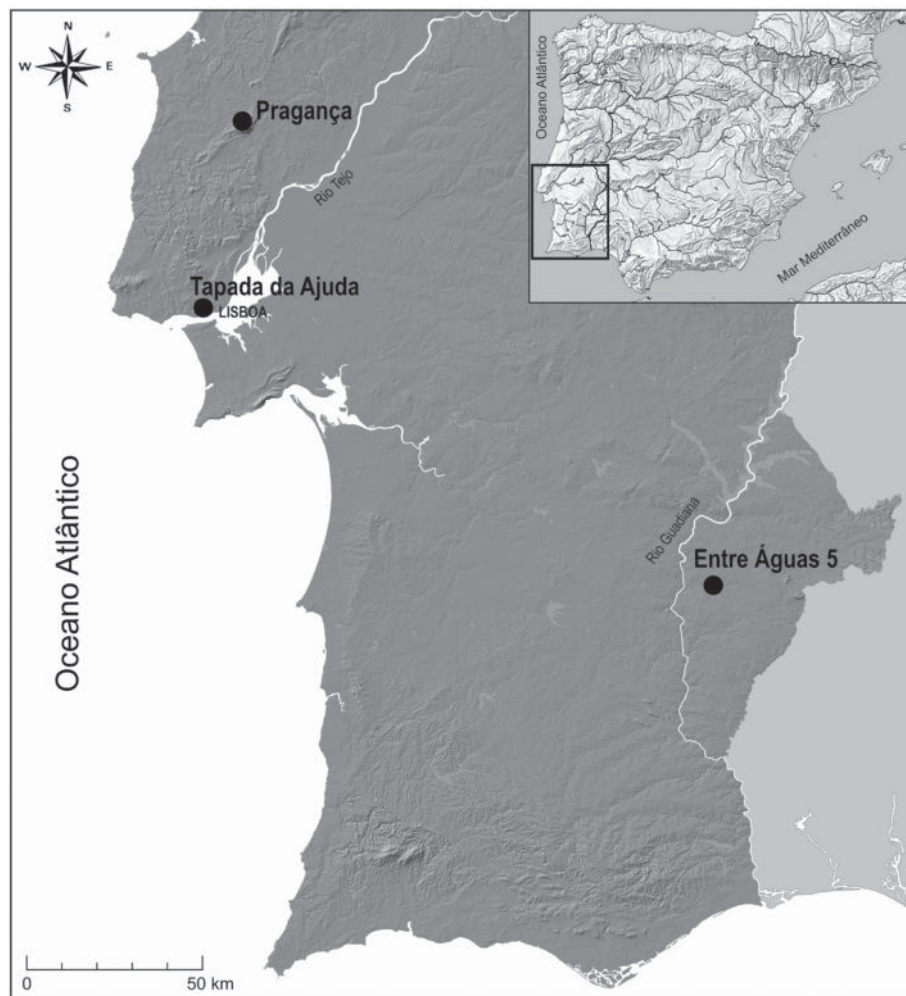 N
W E
S
Pragança
Rio Tejo
Tapada da Ajuda
LISBOA
Oceano Atlântico
Mar Mediterrâneo
Oceano Atlântico
Rio Guadiana
Entre Águas 5
0 50 km